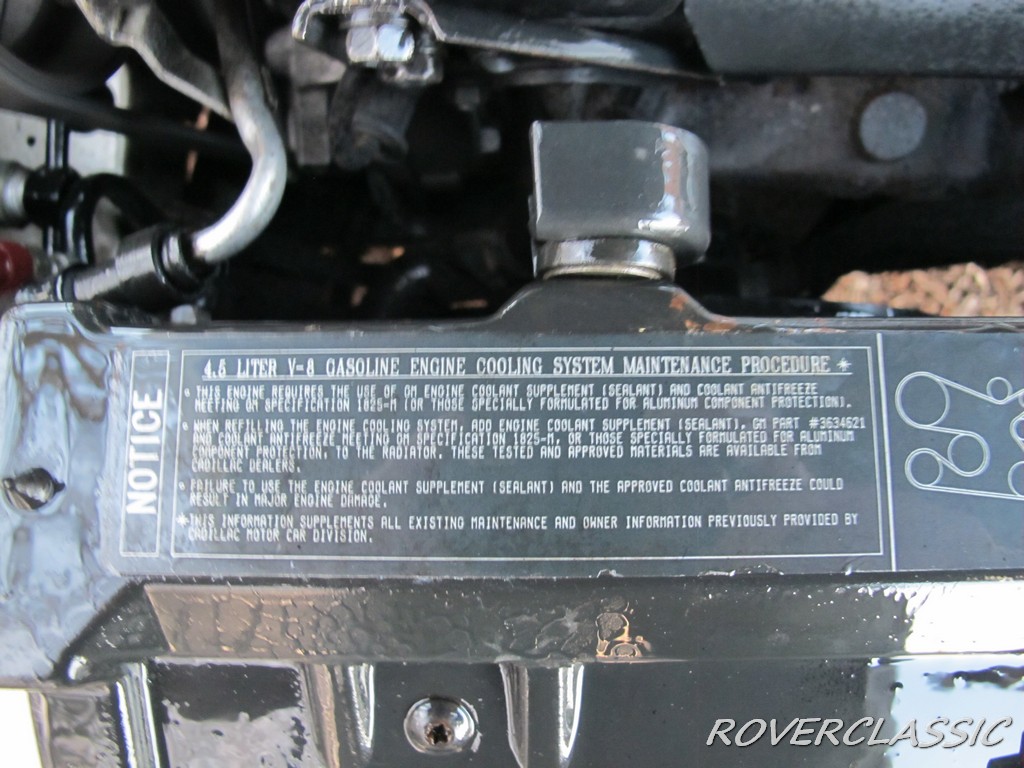 NOTICE
4.5 LITER V-8 GASOLINE ENGINE COOLING SYSTEM MAINTENANCE PROCEDURE *
• THIS ENGINE REQUIRES THE USE OF GM ENGINE COOLANT SUPPLEMENT (SEALANT) AND COOLANT ANTIFREEZE
MEETING GM SPECIFICATION 1825-M (OR THOSE SPECIALLY FORMULATED FOR ALUMINUM COMPONENT PROTECTION).
• WHEN REFILLING THE ENGINE COOLING SYSTEM, ADD ENGINE COOLANT SUPPLEMENT (SEALANT), GM PART #3634621
AND COOLANT ANTIFREEZE MEETING GM SPECIFICATION 1825-M, OR THOSE SPECIALLY FORMULATED FOR ALUMINUM
COMPONENT PROTECTION, TO THE RADIATOR. THESE TESTED AND APPROVED MATERIALS ARE AVAILABLE FROM
CADILLAC DEALERS.
• FAILURE TO USE THE ENGINE COOLANT SUPPLEMENT (SEALANT) AND THE APPROVED COOLANT ANTIFREEZE COULD
RESULT IN MAJOR ENGINE DAMAGE.
*THIS INFORMATION SUPPLEMENTS ALL EXISTING MAINTENANCE AND OWNER INFORMATION PREVIOUSLY PROVIDED BY
CADILLAC MOTOR CAR DIVISION.
ROVERCLASSIC